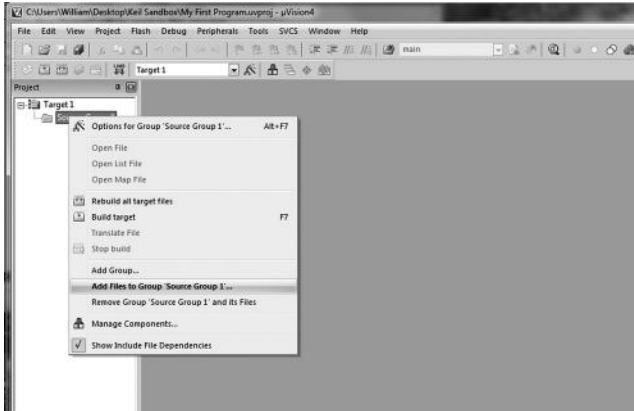 C:\Users\William\Desktop\Keil Sandbox\My First Program.uvproj - µVision4
File Edit View Project Flash Debug Peripherals Tools SVCS Window Help
main
Target 1
Project
Target 1
Options for Group 'Source Group 1'... Alt+F7
Open File
Open List File
Open Map File
Rebuild all target files
Build target F7
Translate File
Stop build
Add Group...
Add Files to Group 'Source Group 1'...
Remove Group 'Source Group 1' and its Files
Manage Components...
Show Include File Dependencies